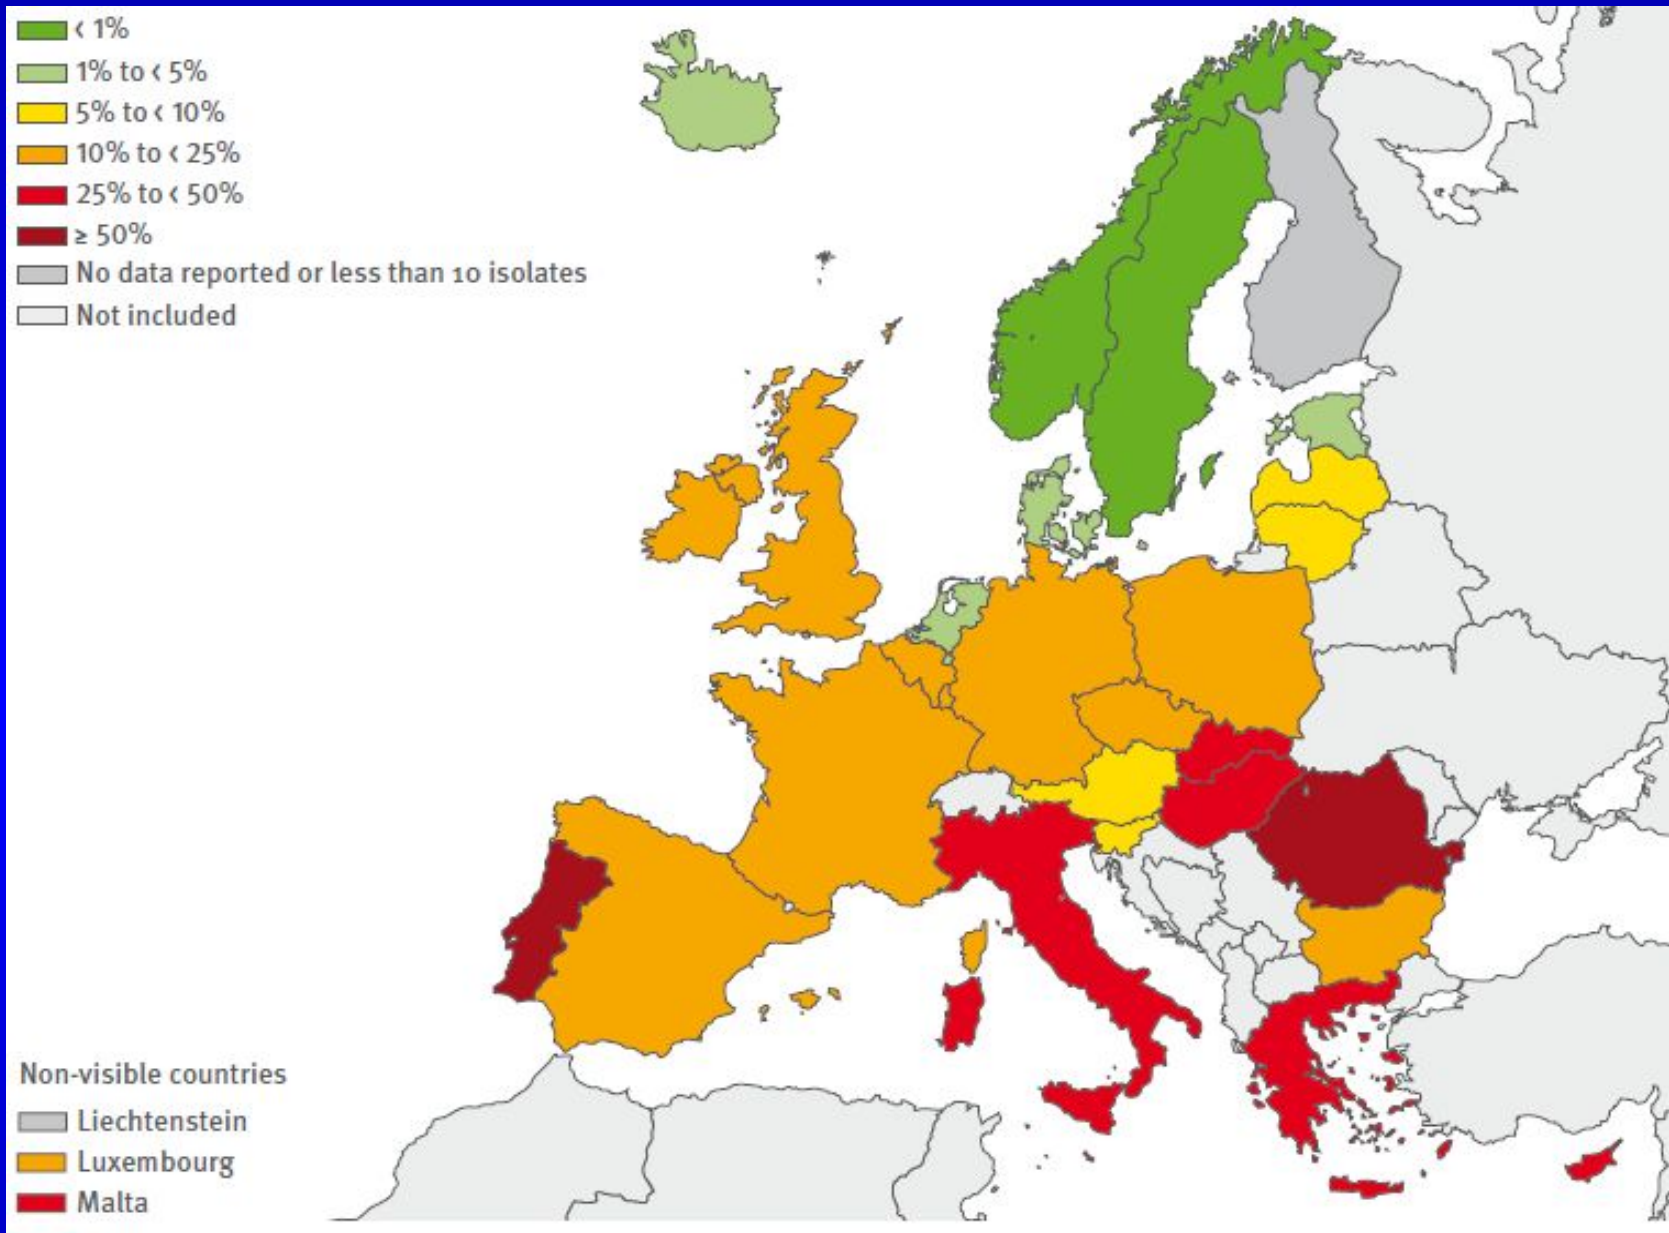 < 1%
1% to < 5%
5% to < 10%
10% to < 25%
25% to < 50%
≥ 50%
No data reported or less than 10 isolates
Not included
Non-visible countries
Liechtenstein
Luxembourg
Malta